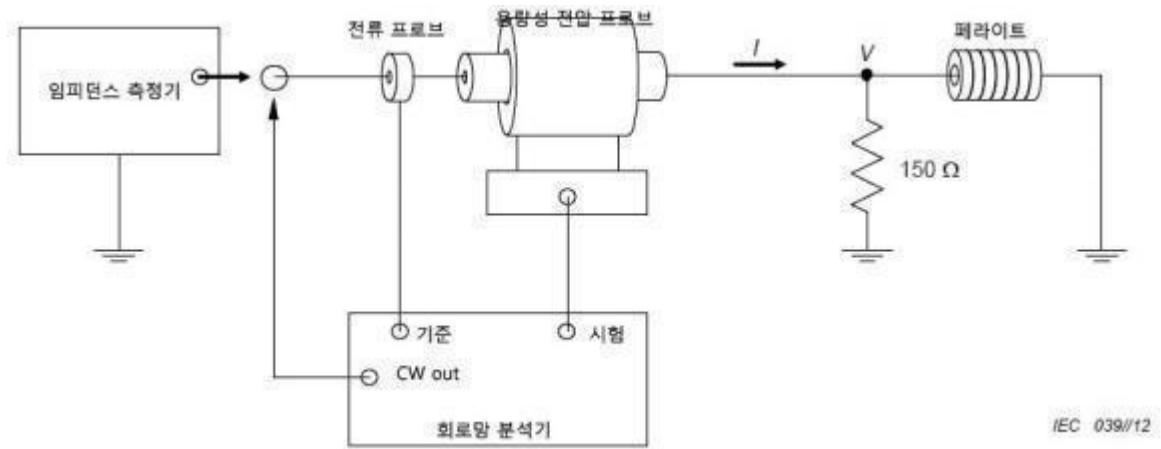 전류 프로브
용량성 전압 프로브
I
V
페라이트
임피던스 측정기
150 Ω
기준
시험
CW out
회로망 분석기
IEC 039//12